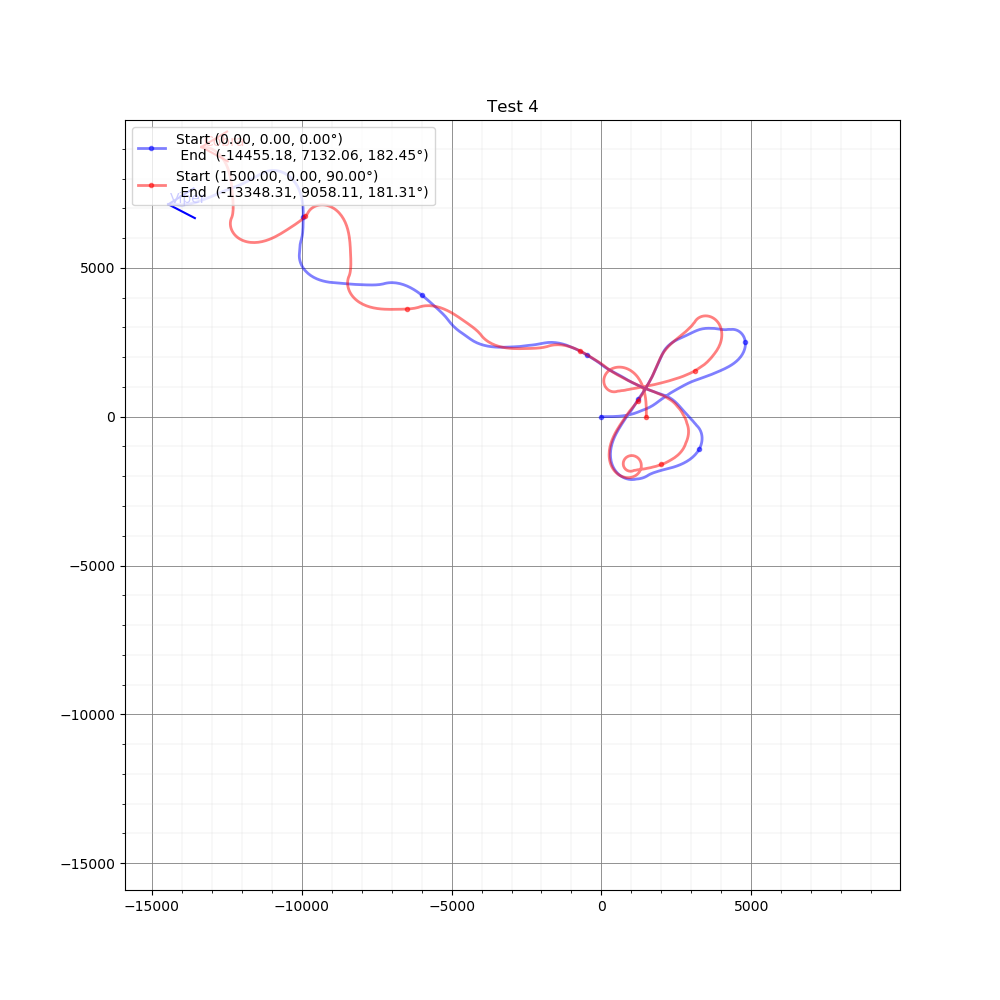 Test 4
Start (0.00, 0.00, 0.00°)
End (-14455.18, 7132.06, 182.45°)
Start (1500.00, 0.00, 90.00°)
End (-13348.31, 9058.11, 181.31°)
Viper
5000
0
−5000
−10000
−15000
−15000 −10000 −5000 0 5000